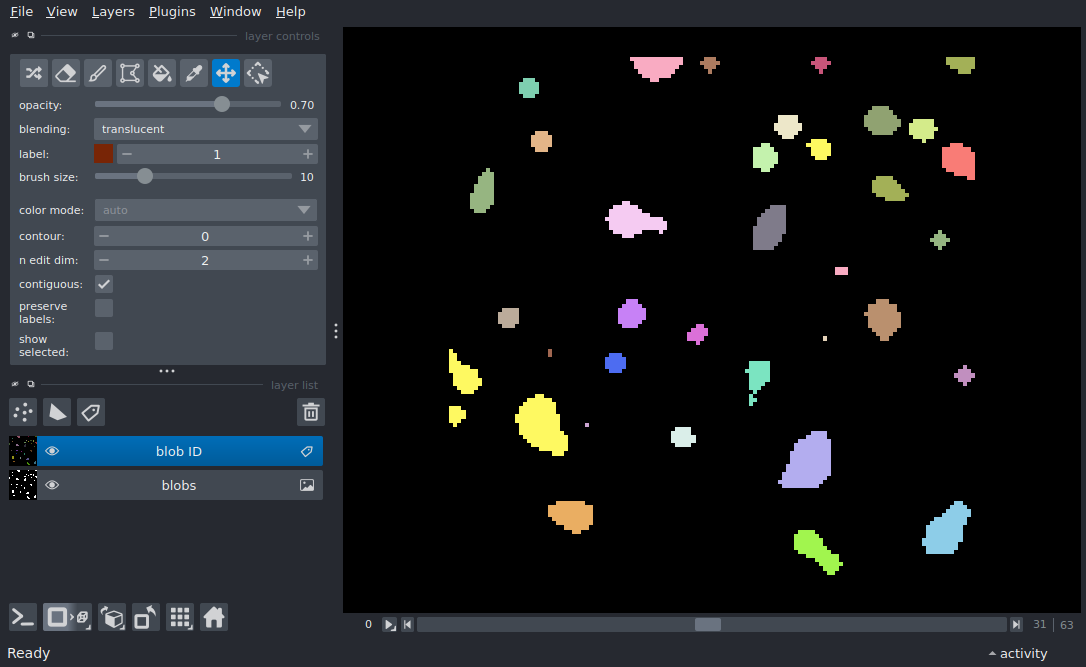 File View Layers Plugins Window Help
layer controls
opacity: 0.70
blending: translucent
label: 1
brush size: 10
color mode: auto
contour: 0
n edit dim: 2
contiguous:
preserve
labels:
show
selected:
layer list
blob ID
blobs
0 31 63
Ready activity